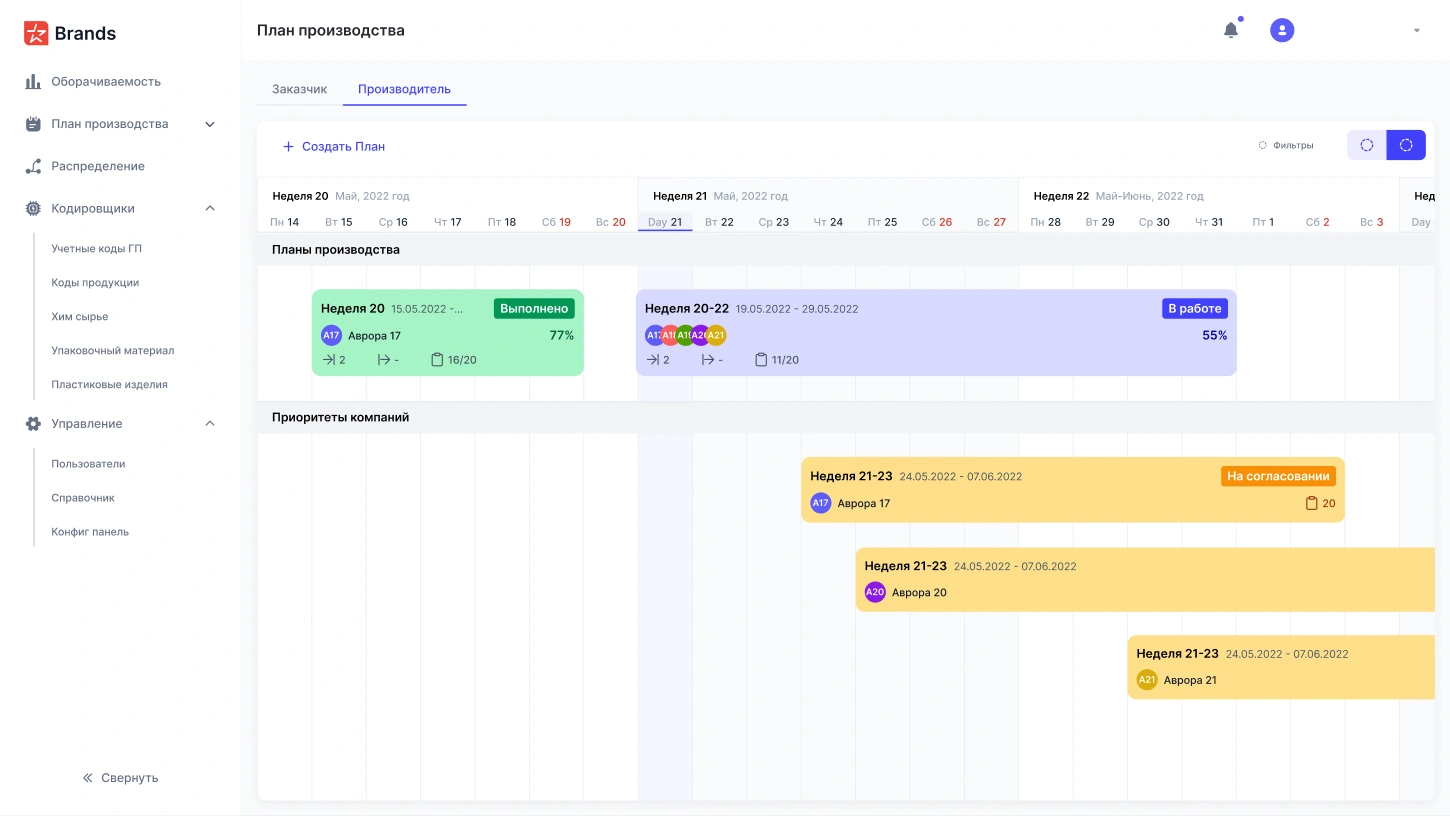 Brands
Оборачиваемость
План производства
Распределение
Кодировщики
Учетные коды ГП
Коды продукции
Хим сырье
Упаковочный материал
Пластиковые изделия
Управление
Пользователи
Справочник
Конфиг панель
Свернуть
План производства
Заказчик Производитель
+ Создать План
Фильтры
Неделя 20 Май, 2022 год
Неделя 21 Май, 2022 год
Неделя 22 Май-Июнь, 2022 год
Нед
Пн 14 Вт 15 Ср 16 Чт 17 Пт 18 Сб 19 Вс 20 Day 21 Вт 22 Ср 23 Чт 24 Пт 25 Сб 26 Вс 27 Пн 28 Вт 29 Ср 30 Чт 31 Пт 1 Сб 2 Вс 3 Day
Планы производства
Неделя 20 15.05.2022 -... Выполнено
A17 Аврора 17 77%
2 - 16/20
Неделя 20-22 19.05.2022 - 29.05.2022 В работе
A21 55%
2 - 11/20
Приоритеты компаний
Неделя 21-23 24.05.2022 - 07.06.2022 На согласовании
A17 Аврора 17 20
Неделя 21-23 24.05.2022 - 07.06.2022
A20 Аврора 20
Неделя 21-23 24.05.2022 - 07.06.2022
A21 Аврора 21